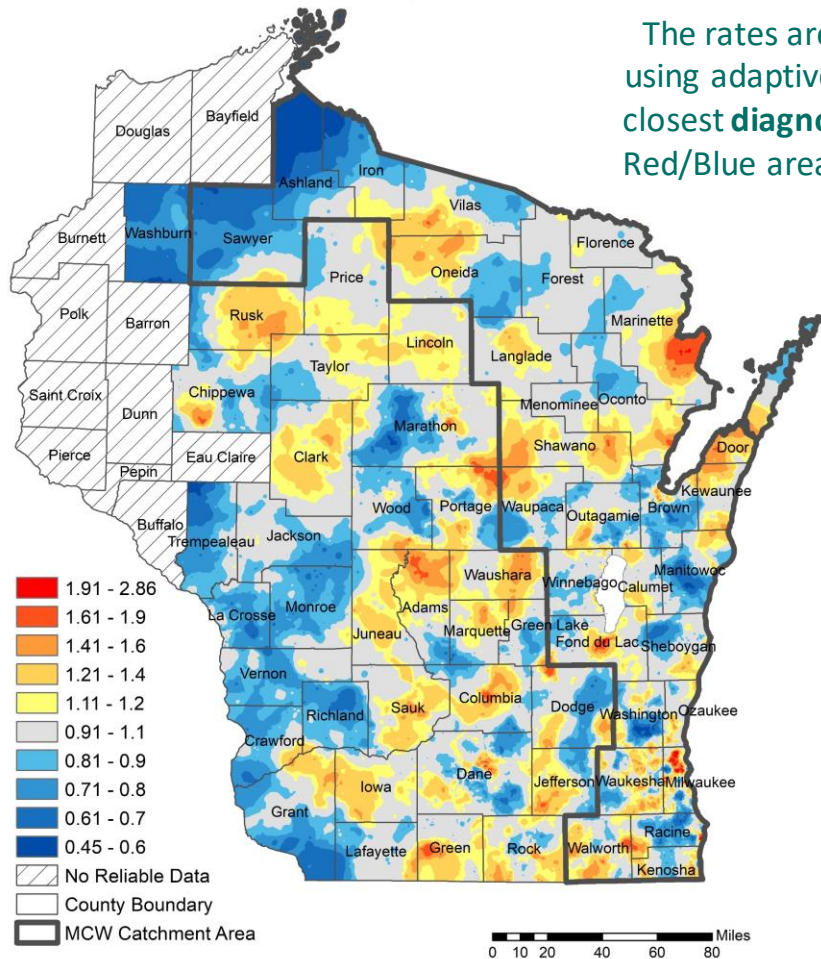 The rates are
using adaptive
closest diagno
Red/Blue area
Douglas
Bayfield
Ashland
Iron
Vilas
Burnett
Washburn
Sawyer
Florence
Price
Oneida
Forest
Polk
Barron
Rusk
Marinette
Lincoln
Langlade
Taylor
Saint Croix
Chippewa
Dunn
Menominee
Oconto
Marathon
Pierce
Eau Claire
Clark
Shawano
Door
Pepin
Kewaunee
Buffalo
Wood
Portage
Waupaca
Outagamie
Brown
Trempealeau
Jackson
Waushara
Winnebago
Calumet
Manitowoc
La Crosse
Monroe
Adams
Juneau
Marquette
Green Lake
Fond du Lac
Sheboygan
Vernon
Richland
Sauk
Columbia
Dodge
Washington
Ozaukee
Crawford
Dane
Jefferson
Waukesha
Milwaukee
Grant
Iowa
Lafayette
Green
Rock
Walworth
Racine
Kenosha
1.91 - 2.86
1.61 - 1.9
1.41 - 1.6
1.21 - 1.4
1.11 - 1.2
0.91 - 1.1
0.81 - 0.9
0.71 - 0.8
0.61 - 0.7
0.45 - 0.6
No Reliable Data
County Boundary
MCW Catchment Area
Miles
0 10 20 40 60 80